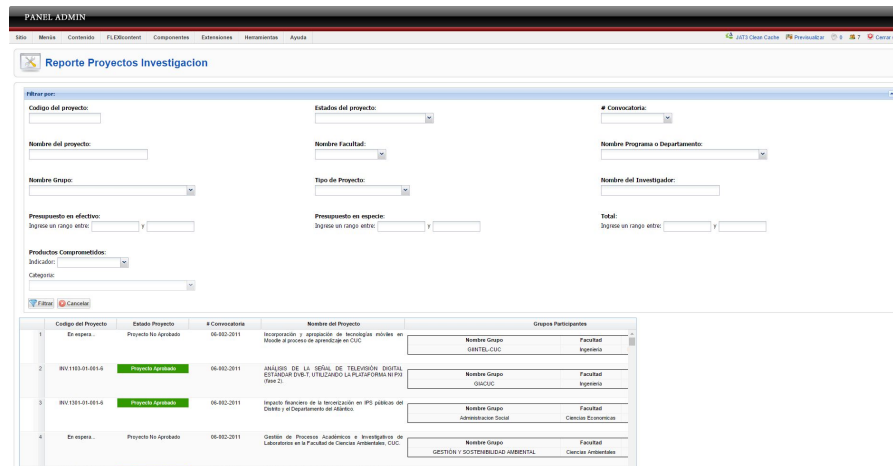 PANEL ADMIN
Sitio Menús Contenido FLEXIcontent Componentes Extensiones Herramientas Ayuda JAT3 Clean Cache Previsualizar 0 7 Cerrar
Reporte Proyectos Investigacion
Filtrar por:
Codigo del proyecto: Estados del proyecto: # Convocatoria:
Nombre del proyecto: Nombre Facultad: Nombre Programa o Departamento:
Nombre Grupo: Tipo de Proyecto: Nombre del Investigador:
Presupuesto en efectivo: Presupuesto en especie: Total:
Ingrese un rango entre: y Ingrese un rango entre: y Ingrese un rango entre: y
Productos Comprometidos:
Indicador:
Categoria:
Filtrar Cancelar
Codigo del Proyecto Estado Proyecto # Convocatoria Nombre del Proyecto Grupos Participantes
1 En espera... Proyecto No Aprobado 06-002-2011 Incorporación y apropiación de tecnologías móviles en
Moodle al proceso de aprendizaje en CUC
Nombre Grupo Facultad
GIINTEL-CUC Ingenieria
2 INV.1103-01-001-6 Proyecto Aprobado 06-002-2011 ANÁLISIS DE LA SEÑAL DE TELEVISIÓN DIGITAL
ESTÁNDAR DVB-T, UTILIZANDO LA PLATAFORMA NI PXI
(fase 2).
Nombre Grupo Facultad
GIACUC Ingenieria
3 INV.1301-01-001-6 Proyecto Aprobado 06-002-2011 Impacto financiero de la tercerización en IPS públicas del
Distrito y el Departamento del Atlántico.
Nombre Grupo Facultad
Administracion Social Ciencias Economicas
4 En espera... Proyecto No Aprobado 06-002-2011 Gestión de Procesos Académicos e Investigativos de
Laboratorios en la Facultad de Ciencias Ambientales, CUC.
Nombre Grupo Facultad
GESTIÓN Y SOSTENIBILIDAD AMBIENTAL Ciencias Ambientales